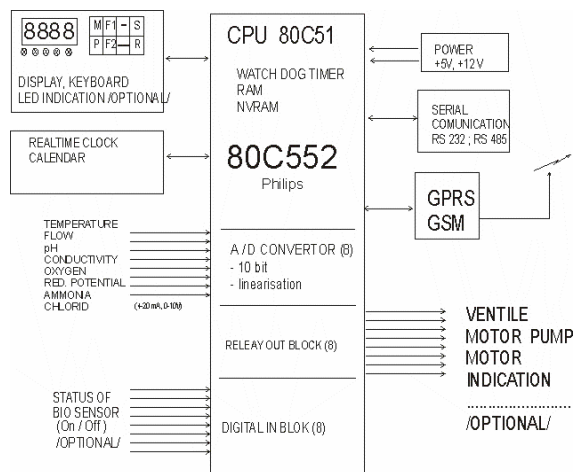 8888
M F1 - S
P F2 — R
DISPLAY, KEYBOARD
LED INDICATION /OPTIONAL/
REALTIME CLOCK
CALENDAR
TEMPERATURE
FLOW
pH
CONDUCTIVITY
OXYGEN
RED. POTENTIAL
AMMONIA
CHLORID (+20 mA, 0-10V)
STATUS OF
BIO SENSOR
(On / Off)
/OPTIONAL/
CPU 80C51
WATCH DOG TIMER
RAM
NVRAM
80C552
Philips
A/D CONVERTOR (8)
- 10 bit
- linearisation
RELEAY OUT BLOCK (8)
DIGITAL IN BLOK (8)
POWER
+5V, +12V
SERIAL
COMUNICATION
RS 232 ; RS 485
GPRS
GSM
VENTILE
MOTOR PUMP
MOTOR
INDICATION
........................
/OPTIONAL/